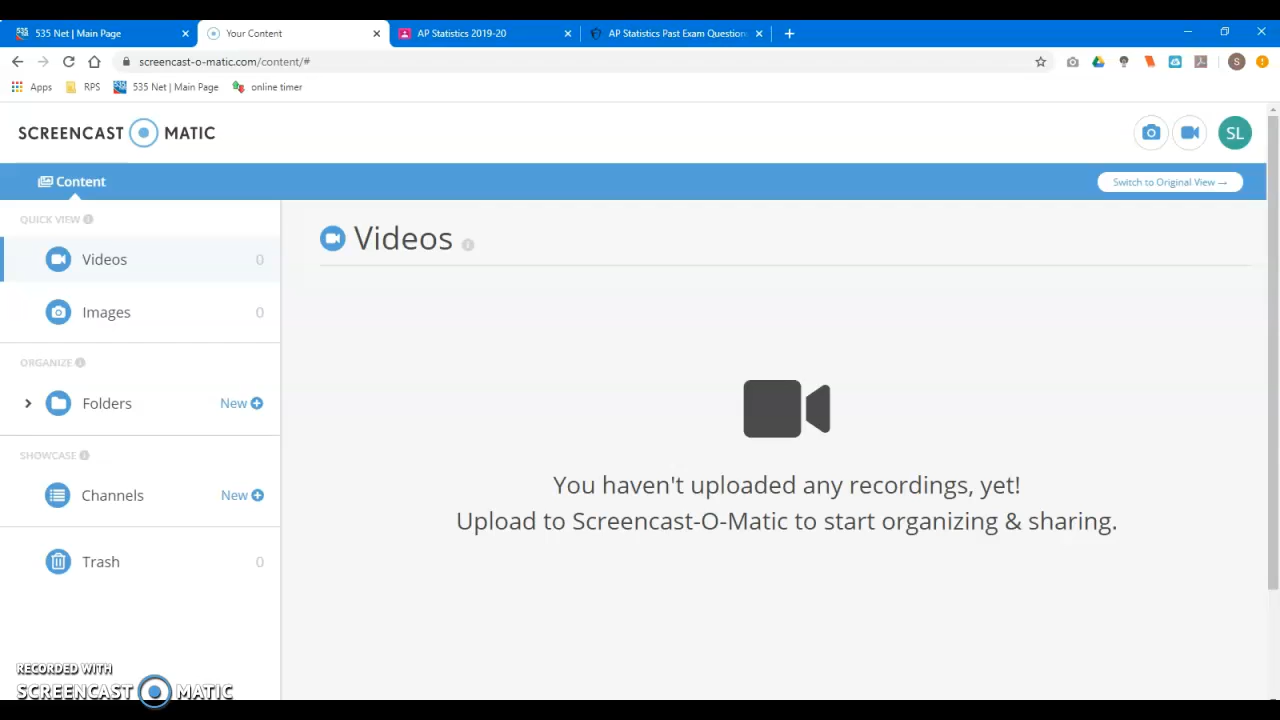 535 Net | Main Page
Your Content
AP Statistics 2019-20
AP Statistics Past Exam Question
screencast-o-matic.com/content/#
S
Apps
RPS
535 Net | Main Page
online timer
SCREENCAST MATIC
SL
Content
Switch to Original View →
QUICK VIEW
Videos 0
Images 0
ORGANIZE
Folders New
SHOWCASE
Channels New
Trash 0
Videos
You haven't uploaded any recordings, yet!
Upload to Screencast-O-Matic to start organizing & sharing.
RECORDED WITH
SCREENCAST MATIC